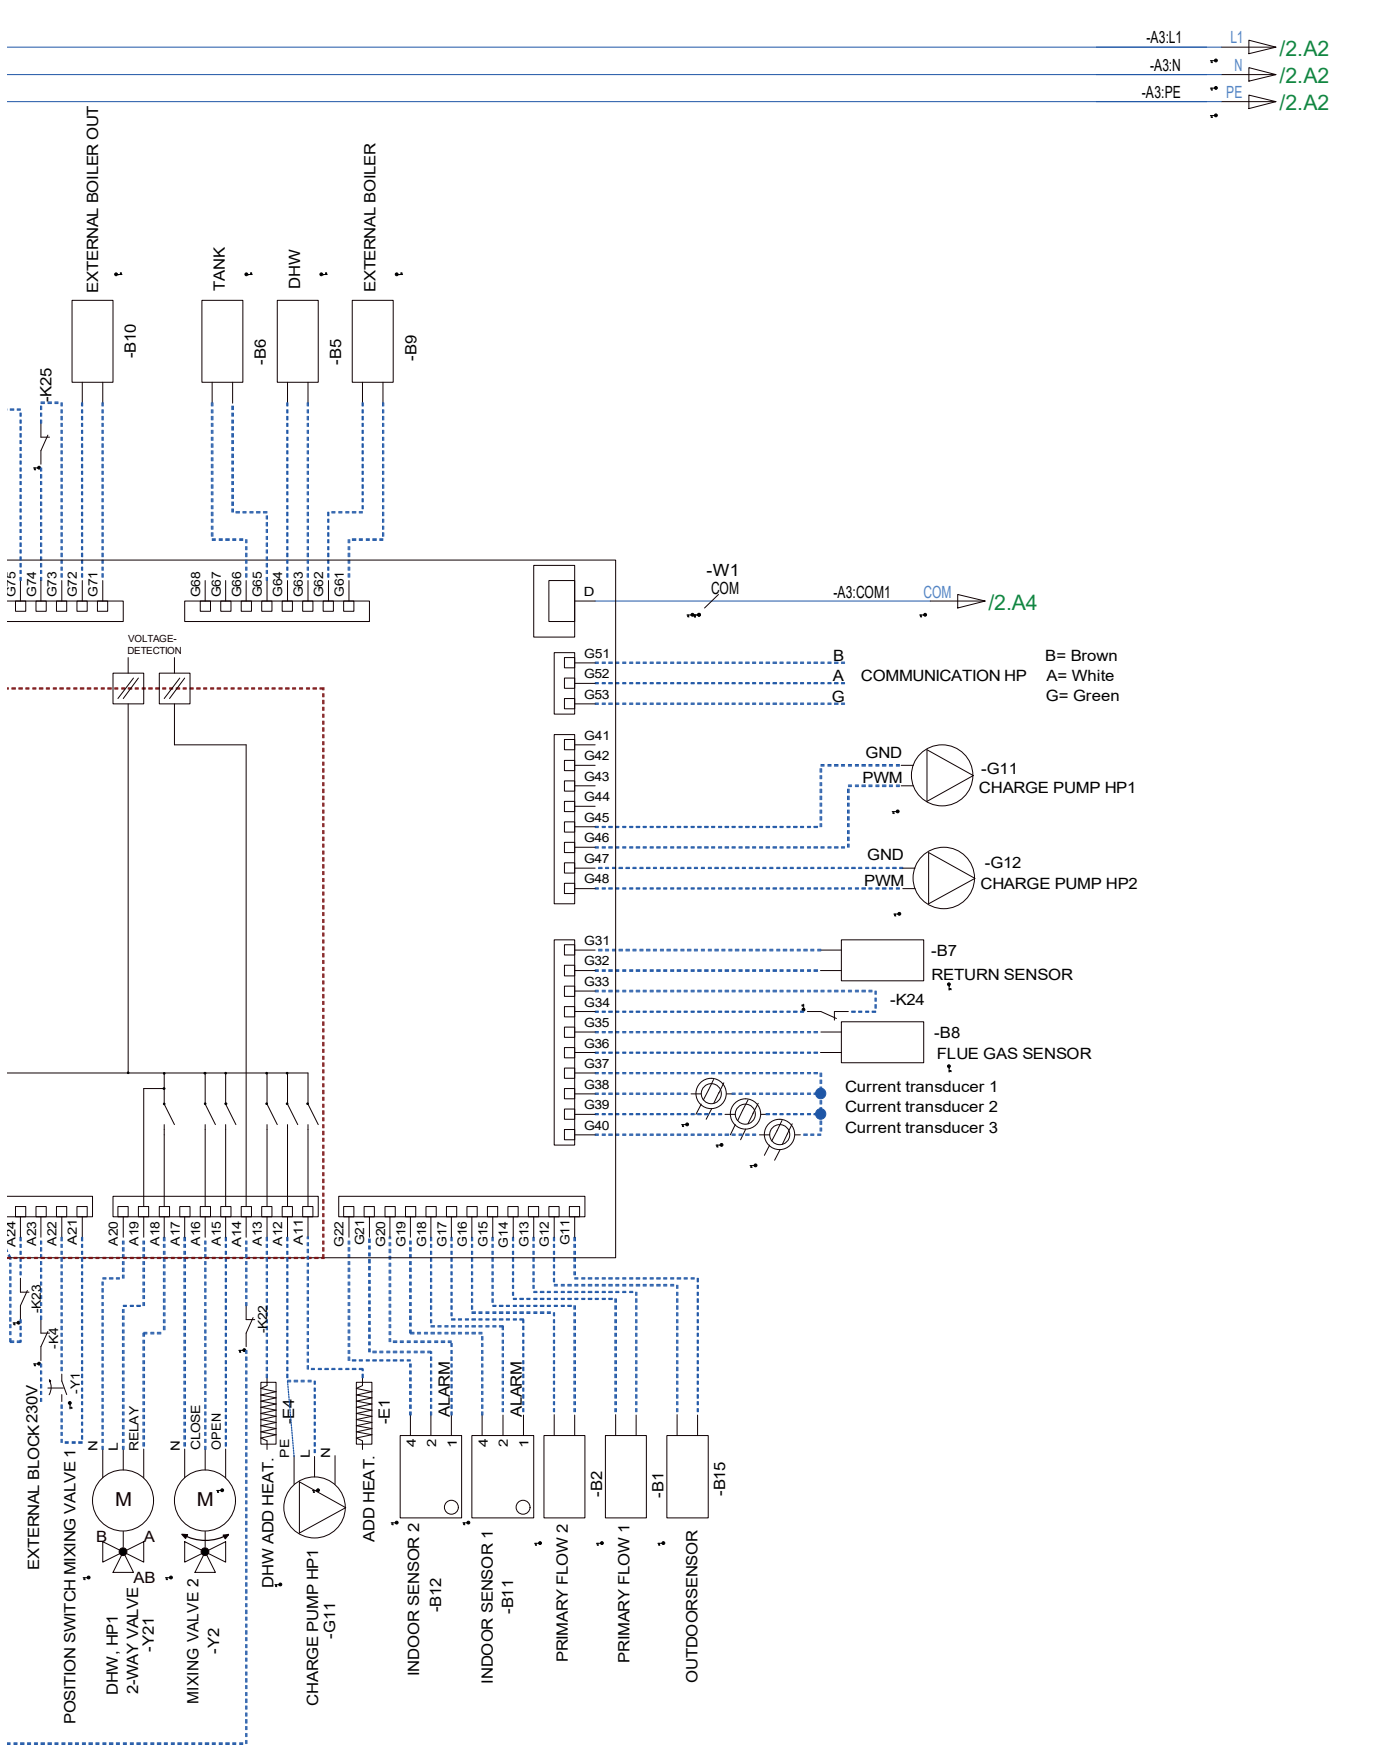 -A3:L1 L1 /2.A2
-A3:N N /2.A2
-A3:PE PE /2.A2
EXTERNAL BOILER OUT
-B10
TANK
-B6
DHW
-B5
EXTERNAL BOILER
-B9
-K25
G75
G74
G73
G72
G71
G68
G67
G66
G65
G64
G63
G62
G61
VOLTAGE-
DETECTION
D
-W1
COM
-A3:COM1 COM /2.A4
G51 B
G52 A COMMUNICATION HP
G53 G
B= Brown
A= White
G= Green
G41
G42
G43
G44
G45
G46
G47
G48
GND
PWM
-G11
CHARGE PUMP HP1
GND
PWM
-G12
CHARGE PUMP HP2
G31
G32
G33
G34
G35
G36
G37
G38
G39
G40
-B7
RETURN SENSOR
-K24
-B8
FLUE GAS SENSOR
Current transducer 1
Current transducer 2
Current transducer 3
A24
A23
A22
A21
A20
A19
A18
A17
A16
A15
A14
A13
A12
A11
G22
G21
G20
G19
G18
G17
G16
G15
G14
G13
G12
G11
-K23
-K4
-Y1
-K22
EXTERNAL BLOCK 230V
POSITION SWITCH MIXING VALVE 1
N
L
RELAY
M
B
A
AB
DHW, HP1
2-WAY VALVE
-Y21
N
CLOSE
OPEN
M
MIXING VALVE 2
-Y2
-E4
DHW ADD HEAT.
PE
L
N
CHARGE PUMP HP1
-G11
-E1
ADD HEAT.
ALARM
4
2
1
INDOOR SENSOR 2
-B12
ALARM
4
2
1
INDOOR SENSOR 1
-B11
-B2
PRIMARY FLOW 2
-B1
PRIMARY FLOW 1
-B15
OUTDOORSENSOR